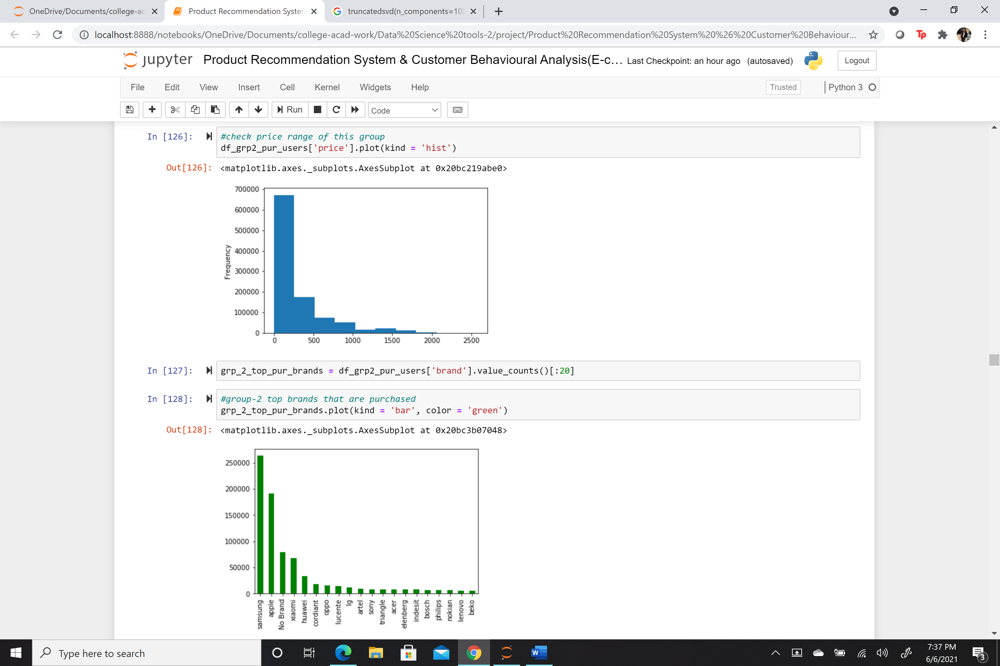 OneDrive/Documents/college-ac
Product Recommendation System
truncatedsvd(n_components=10)
localhost:8888/notebooks/OneDrive/Documents/college-acad-work/Data%20Science%20tools-2/project/Product%20Recommendation%20System%20%26%20Customer%20Behaviour...
Tp
jupyter Product Recommendation System & Customer Behavioural Analysis(E-c... Last Checkpoint: an hour ago (autosaved)
Logout
File Edit View Insert Cell Kernel Widgets Help
Trusted
Python 3
Run
Code
In [126]: #check price range of this group
df_grp2_pur_users['price'].plot(kind = 'hist')
Out[126]: <matplotlib.axes._subplots.AxesSubplot at 0x20bc219abe0>
700000
600000
500000
400000
300000
200000
100000
0
Frequency
0 500 1000 1500 2000 2500
In [127]: grp_2_top_pur_brands = df_grp2_pur_users['brand'].value_counts()[:20]
In [128]: #group-2 top brands that are purchased
grp_2_top_pur_brands.plot(kind = 'bar', color = 'green')
Out[128]: <matplotlib.axes._subplots.AxesSubplot at 0x20bc3b07048>
250000
200000
150000
100000
50000
0
samsung
apple
No Brand
xiaomi
huawei
cordiant
oppo
lucente
lg
artel
sony
triangle
acer
elenberg
indesit
bosch
philips
nokian
lenovo
beko
Type here to search
W
7:37 PM
6/6/2021
3